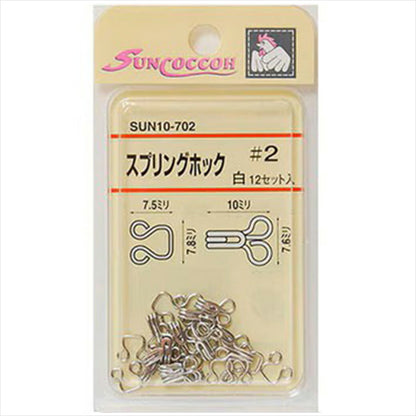 SUNCOCCOH
SUN10-702
スプリングホック #2
白 12セット入
7.5ミリ 10ミリ
7.8ミリ 7.6ミリ